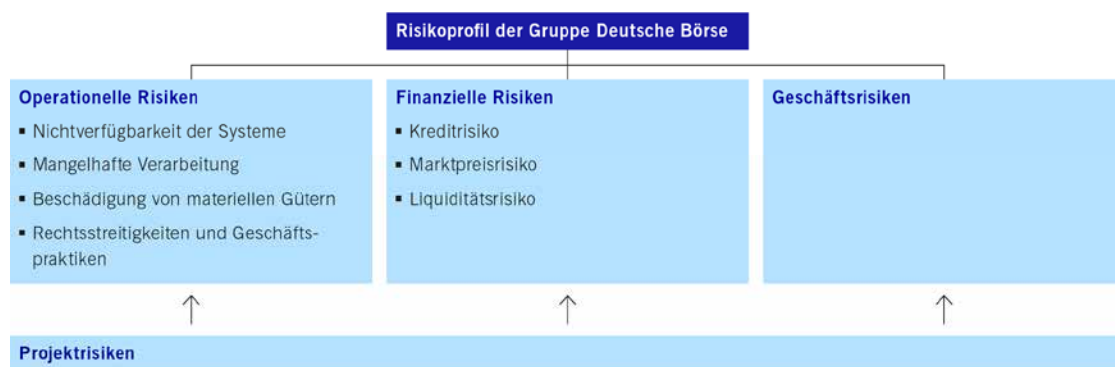 Risikoprofil der Gruppe Deutsche Börse
Operationelle Risiken
▪ Nichtverfügbarkeit der Systeme
▪ Mangelhafte Verarbeitung
▪ Beschädigung von materiellen Gütern
▪ Rechtsstreitigkeiten und Geschäfts-
praktiken
Finanzielle Risiken
▪ Kreditrisiko
▪ Marktpreisrisiko
▪ Liquiditätsrisiko
Geschäftsrisiken
Projektrisiken